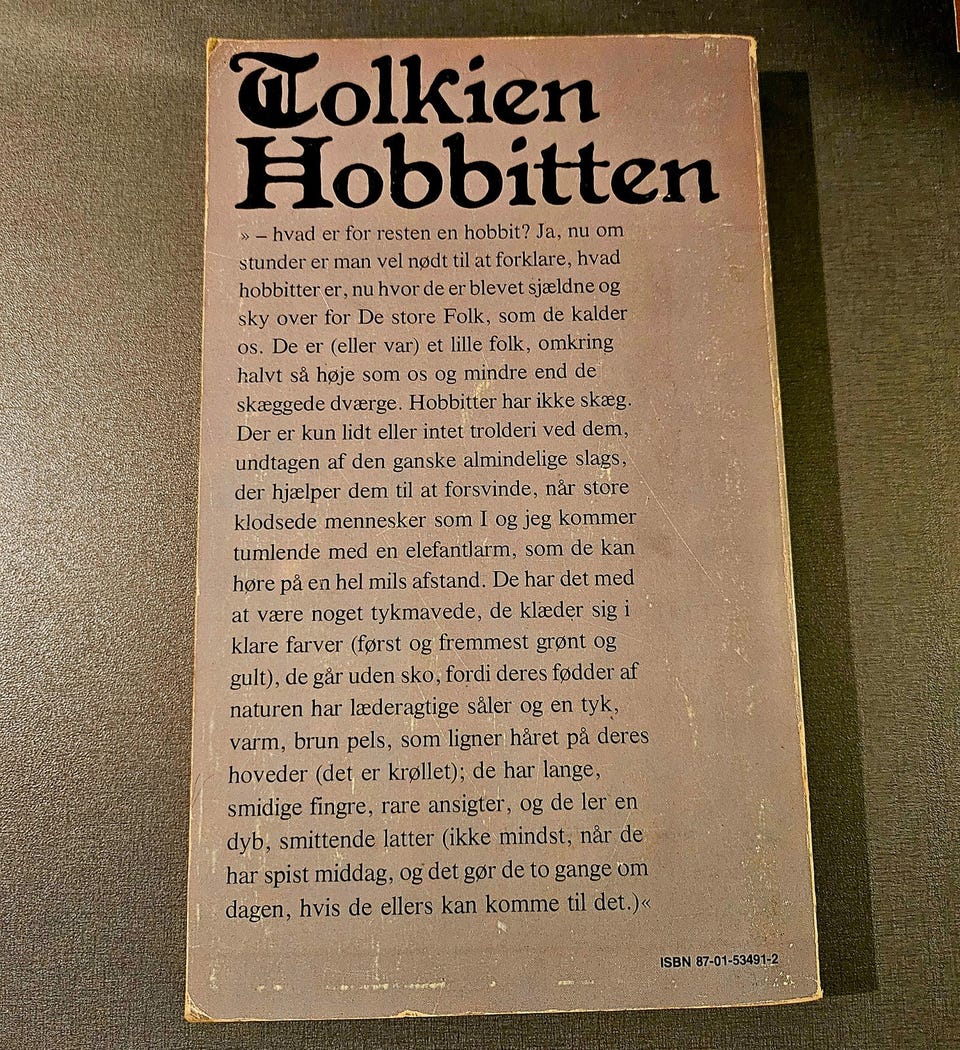 Tolkien
Hobbitten
» – hvad er for resten en hobbit? Ja, nu om
stunder er man vel nødt til at forklare, hvad
hobbitter er, nu hvor de er blevet sjældne og
sky over for De store Folk, som de kalder
os. De er (eller var) et lille folk, omkring
halvt så høje som os og mindre end de
skæggede dværge. Hobbitter har ikke skæg.
Der er kun lidt eller intet trolderi ved dem,
undtagen af den ganske almindelige slags,
der hjælper dem til at forsvinde, når store
klodsede mennesker som I og jeg kommer
tumlende med en elefantlarm, som de kan
høre på en hel mils afstand. De har det med
at være noget tykmavede, de klæder sig i
klare farver (først og fremmest grønt og
gult), de går uden sko, fordi deres fødder af
naturen har læderagtige såler og en tyk,
varm, brun pels, som ligner håret på deres
hoveder (det er krøllet); de har lange,
smidige fingre, rare ansigter, og de ler en
dyb, smittende latter (ikke mindst, når de
har spist middag, og det gør de to gange om
dagen, hvis de ellers kan komme til det.)«
ISBN 87-01-53491-2